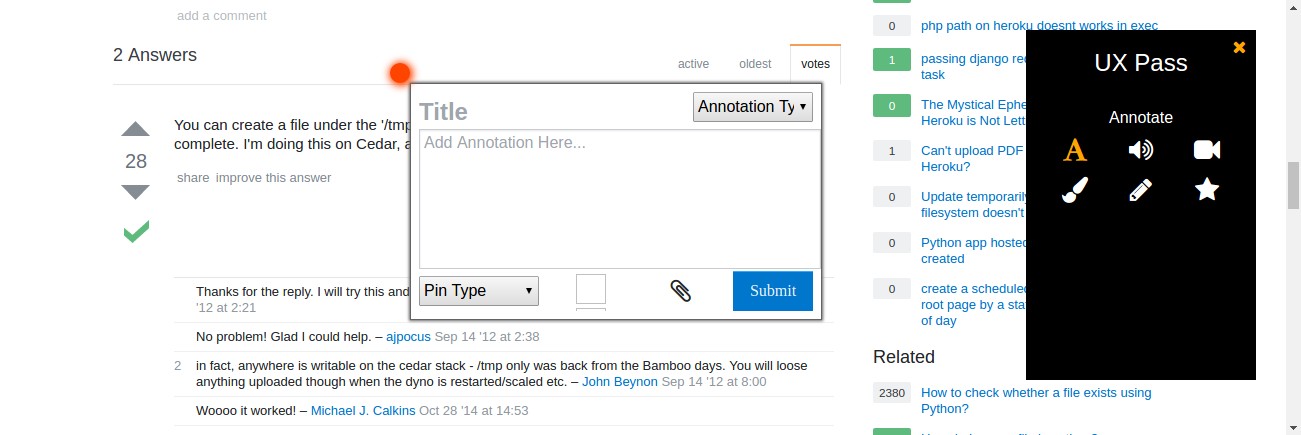 add a comment
2 Answers
active oldest votes
28
You can create a file under the '/tmp
complete. I'm doing this on Cedar, a
share improve this answer
Thanks for the reply. I will try this and
'12 at 2:21
No problem! Glad I could help. – ajpocus Sep 14 '12 at 2:38
2 in fact, anywhere is writable on the cedar stack - /tmp only was back from the Bamboo days. You will loose
anything uploaded though when the dyno is restarted/scaled etc. – John Beynon Sep 14 '12 at 8:00
Woooo it worked! – Michael J. Calkins Oct 28 '14 at 14:53
Title
Annotation Ty
Add Annotation Here...
Pin Type
Submit
0 php path on heroku doesnt works in exec
1 passing django re
task
0 The Mystical Ephe
Heroku is Not Lett
1 Can't upload PDF
Heroku?
0 Update temporarily
filesystem doesn't
0 Python app hosted
created
0 create a scheduled
root page by a sta
of day
Related
2380 How to check whether a file exists using
Python?
UX Pass
Annotate
A